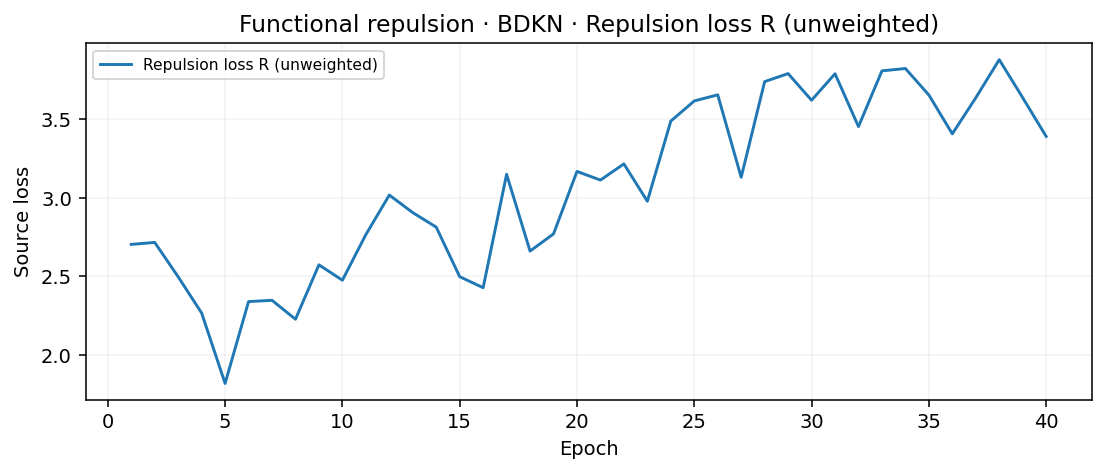 Functional repulsion · BDKN · Repulsion loss R (unweighted)
Repulsion loss R (unweighted)
Source loss
3.5
3.0
2.5
2.0
0 5 10 15 20 25 30 35 40
Epoch